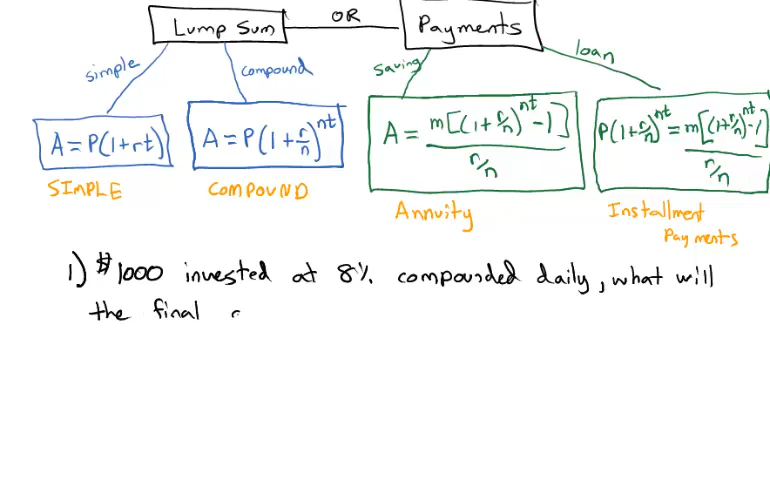 Lump Sum OR Payments
simple compound saving loan
A = P(1+rt) A = P(1+r/n)^nt A = m[(1+r/n)^nt -1] / r/n P(1+r/n)^nt = m[(1+r/n)^nt -1] / r/n
SIMPLE COMPOUND Annuity Installment
Payments
1) $1000 invested at 8% compounded daily, what will
the final